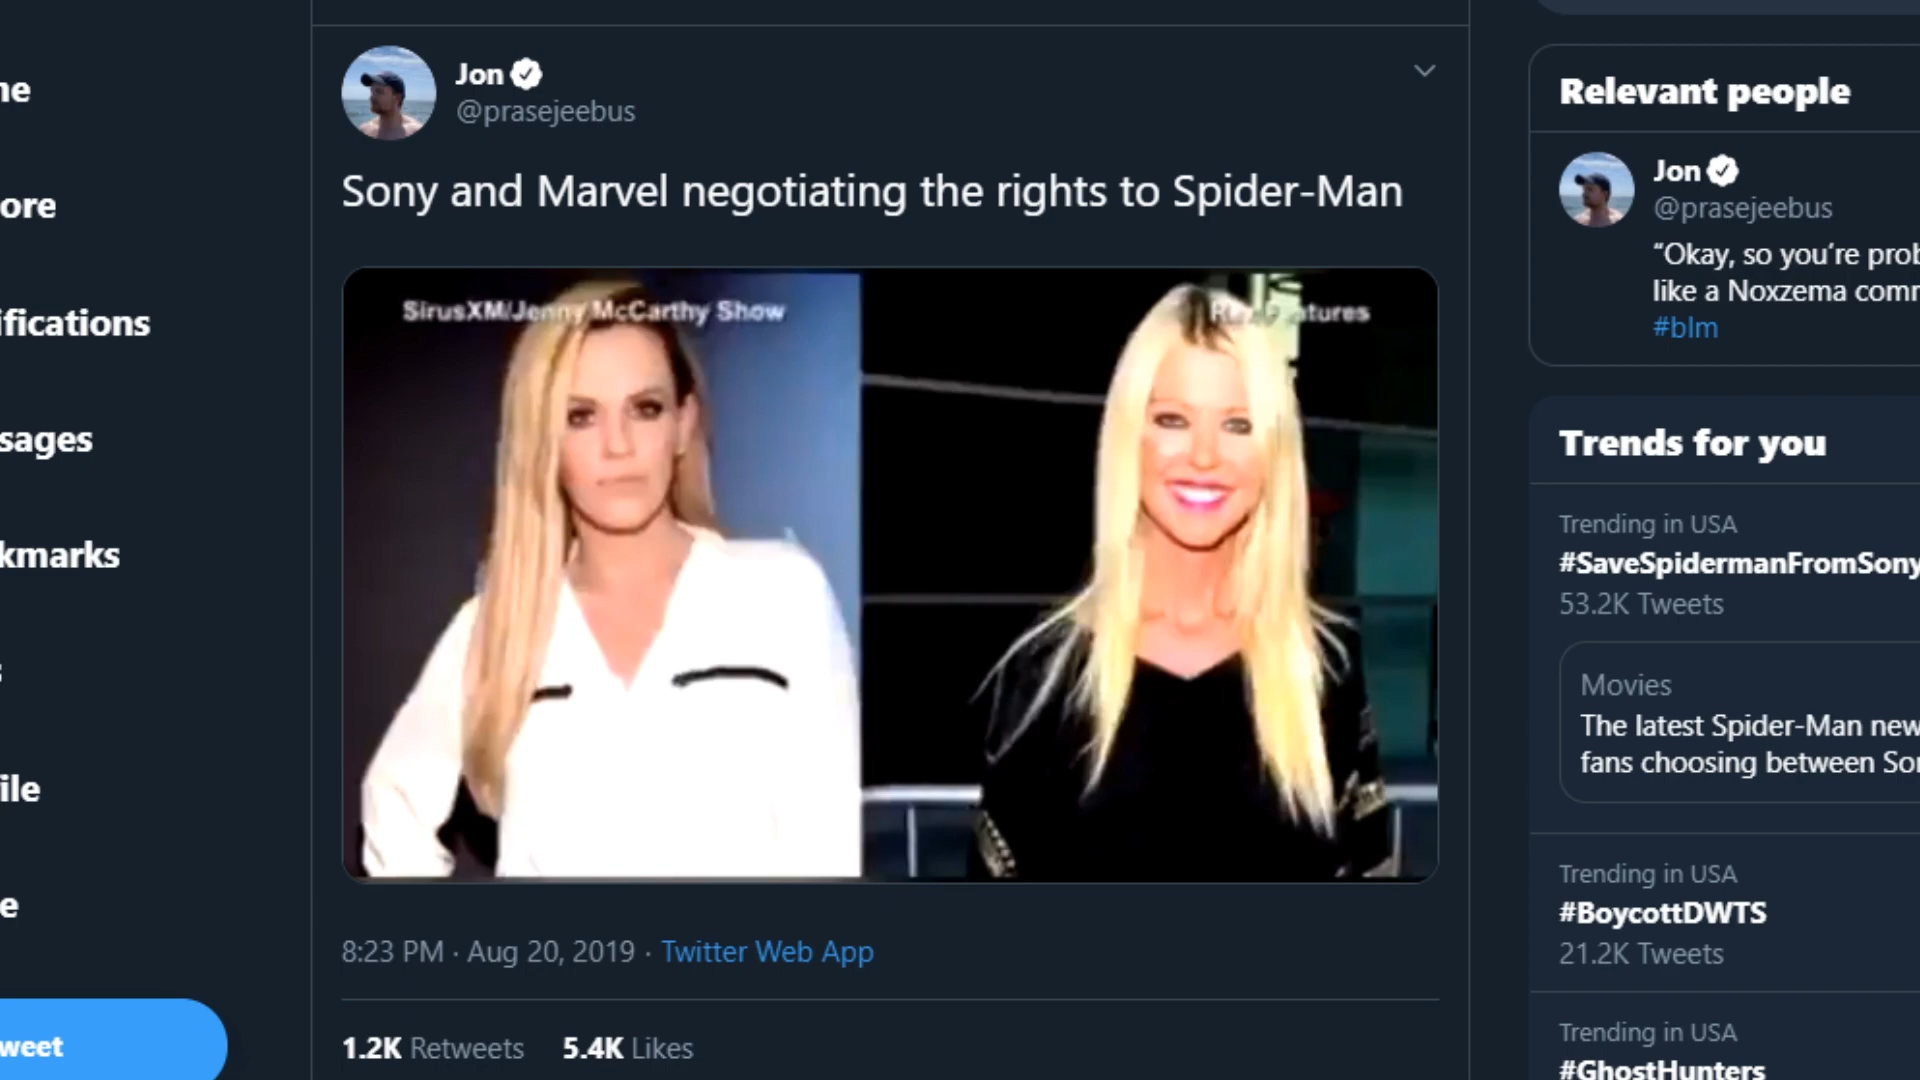 ne
ore
ifications
sages
kmarks
s
ile
e
weet
Jon
@prasejeebus
Sony and Marvel negotiating the rights to Spider-Man
SirusXM/Jenny McCarthy Show
8:23 PM · Aug 20, 2019 · Twitter Web App
1.2K Retweets 5.4K Likes
Relevant people
Jon
@prasejeebus
“Okay, so you’re prob
like a Noxzema comm
#blm
Trends for you
Trending in USA
#SaveSpidermanFromSony
53.2K Tweets
Movies
The latest Spider-Man new
fans choosing between Son
Trending in USA
#BoycottDWTS
21.2K Tweets
Trending in USA
#GhostHunters